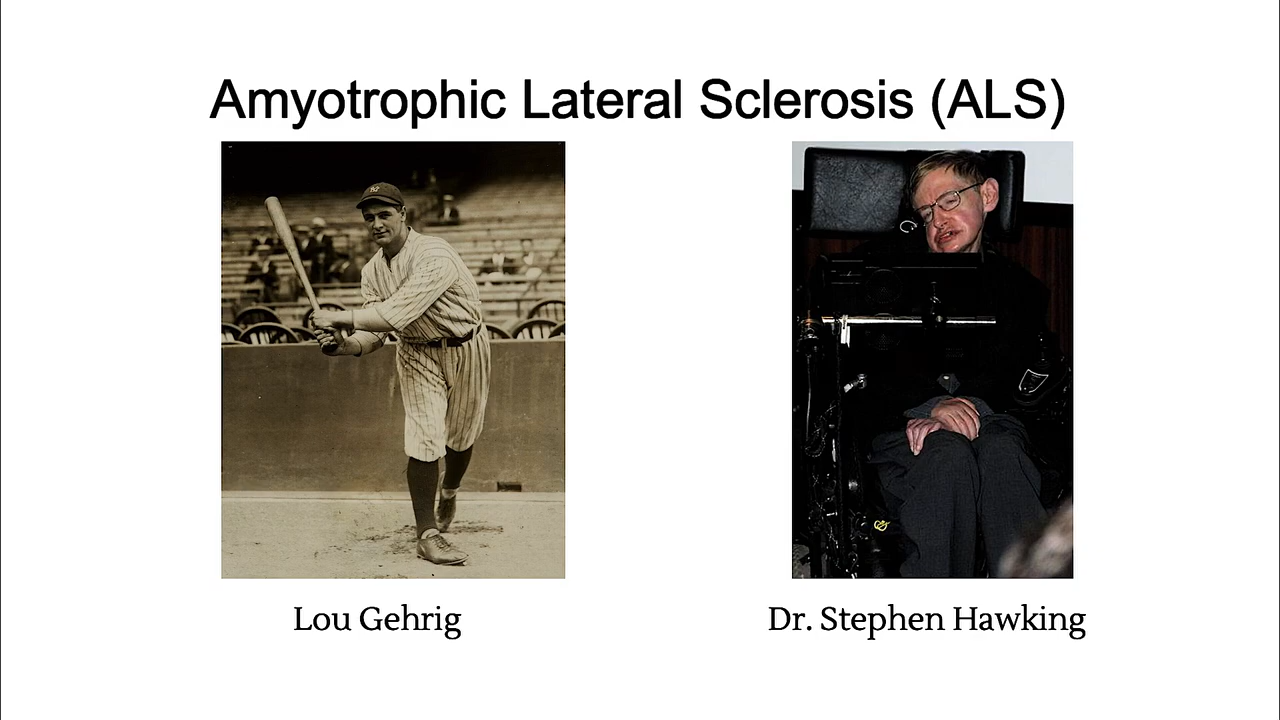 Amyotrophic Lateral Sclerosis (ALS)
Lou Gehrig
Dr. Stephen Hawking